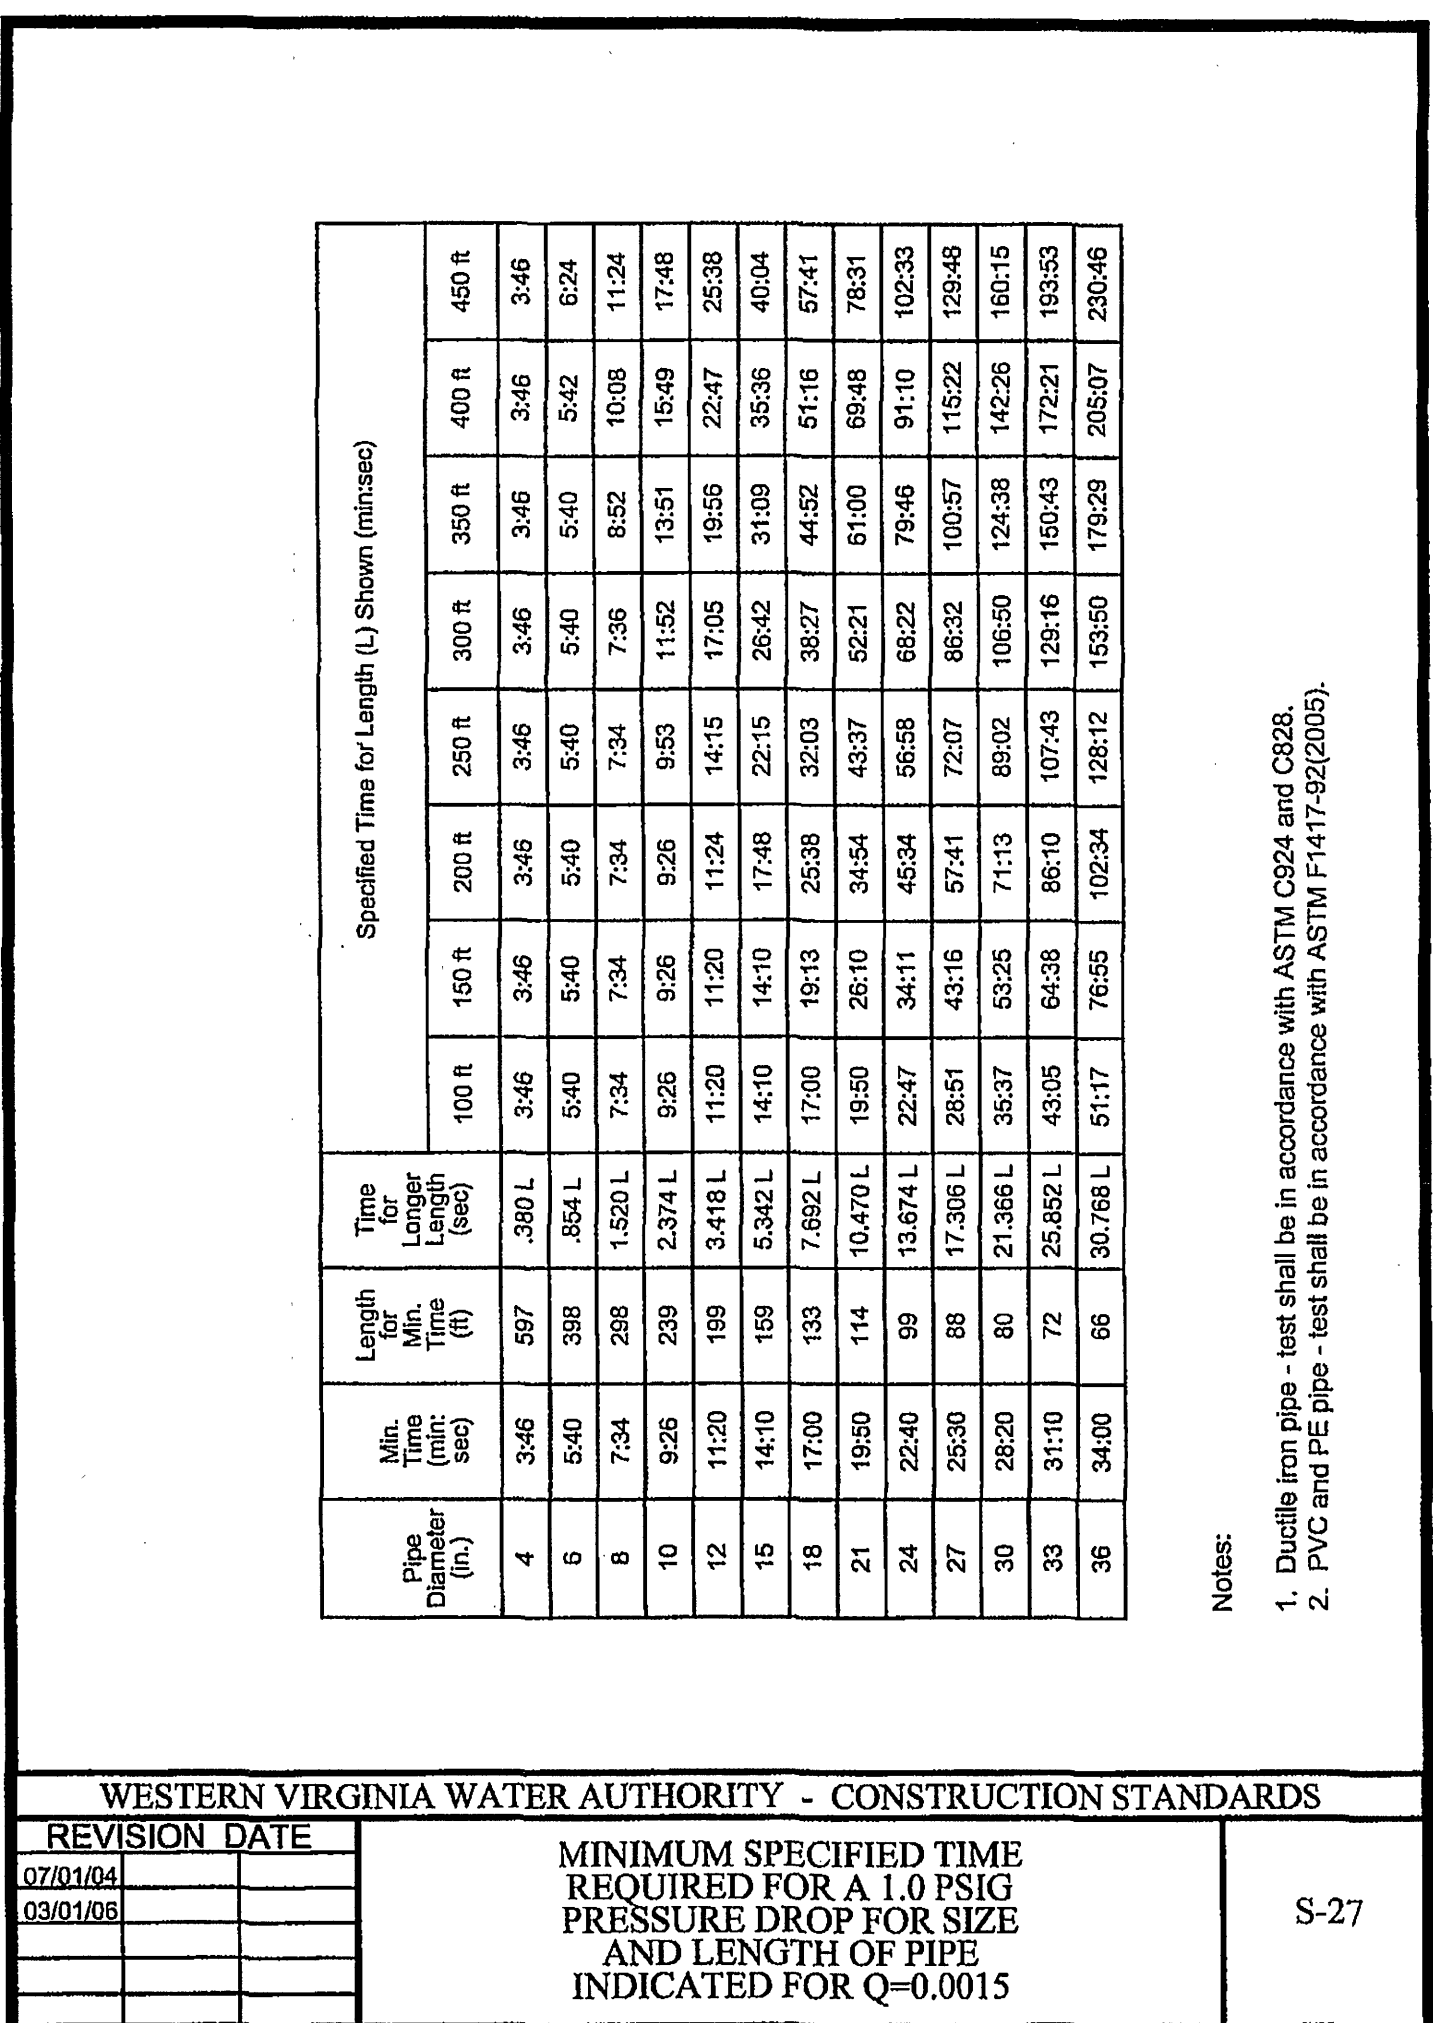 Specified Time for Length (L) Shown (min:sec)
Pipe Diameter (in.) Min. Time (min: sec) Length for Min. Time (ft) Time for Longer Length (sec) 100 ft 150 ft 200 ft 250 ft 300 ft 350 ft 400 ft 450 ft
4 3:46 597 .380 L 3:46 3:46 3:46 3:46 3:46 3:46 3:46 3:46
6 5:40 398 .854 L 5:40 5:40 5:40 5:40 5:40 5:40 5:42 6:24
8 7:34 298 1.520 L 7:34 7:34 7:34 7:34 7:36 8:52 10:08 11:24
10 9:26 239 2.374 L 9:26 9:26 9:26 9:53 11:52 13:51 15:49 17:48
12 11:20 199 3.418 L 11:20 11:20 11:24 14:15 17:05 19:56 22:47 25:38
15 14:10 159 5.342 L 14:10 14:10 17:48 22:15 26:42 31:09 35:36 40:04
18 17:00 133 7.692 L 17:00 19:13 25:38 32:03 38:27 44:52 51:16 57:41
21 19:50 114 10.470 L 19:50 26:10 34:54 43:37 52:21 61:00 69:48 78:31
24 22:40 99 13.674 L 22:47 34:11 45:34 56:58 68:22 79:46 91:10 102:33
27 25:30 88 17.306 L 28:51 43:16 57:41 72:07 86:32 100:57 115:22 129:48
30 28:20 80 21.366 L 35:37 53:25 71:13 89:02 106:50 124:38 142:26 160:15
33 31:10 72 25.852 L 43:05 64:38 86:10 107:43 129:16 150:43 172:21 193:53
36 34:00 66 30.768 L 51:17 76:55 102:34 128:12 153:50 179:29 205:07 230:46
Notes:
1. Ductile iron pipe - test shall be in accordance with ASTM C924 and C828.
2. PVC and PE pipe - test shall be in accordance with ASTM F1417-92(2005).
WESTERN VIRGINIA WATER AUTHORITY - CONSTRUCTION STANDARDS
REVISION DATE
07/01/04
03/01/06
MINIMUM SPECIFIED TIME
REQUIRED FOR A 1.0 PSIG
PRESSURE DROP FOR SIZE
AND LENGTH OF PIPE
INDICATED FOR Q=0.0015
S-27